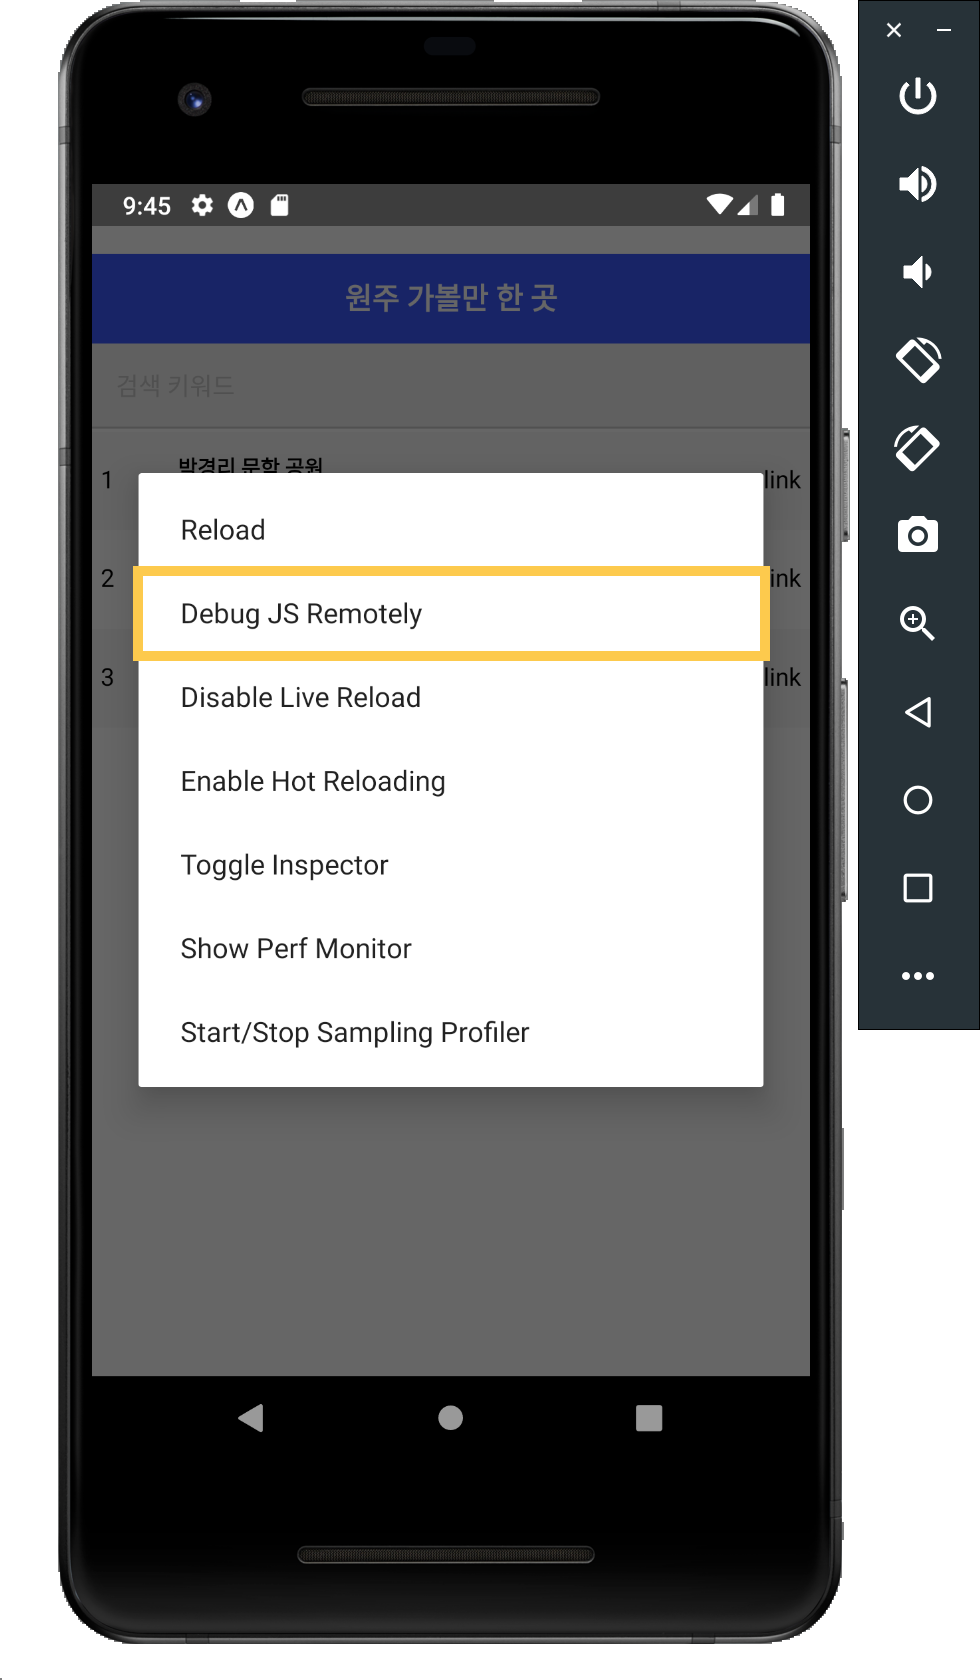 9:45
원주 가볼만 한 곳
검색 키워드
1 박경리 문학 공원 link
Reload
2 link
Debug JS Remotely
3 link
Disable Live Reload
Enable Hot Reloading
Toggle Inspector
Show Perf Monitor
Start/Stop Sampling Profiler